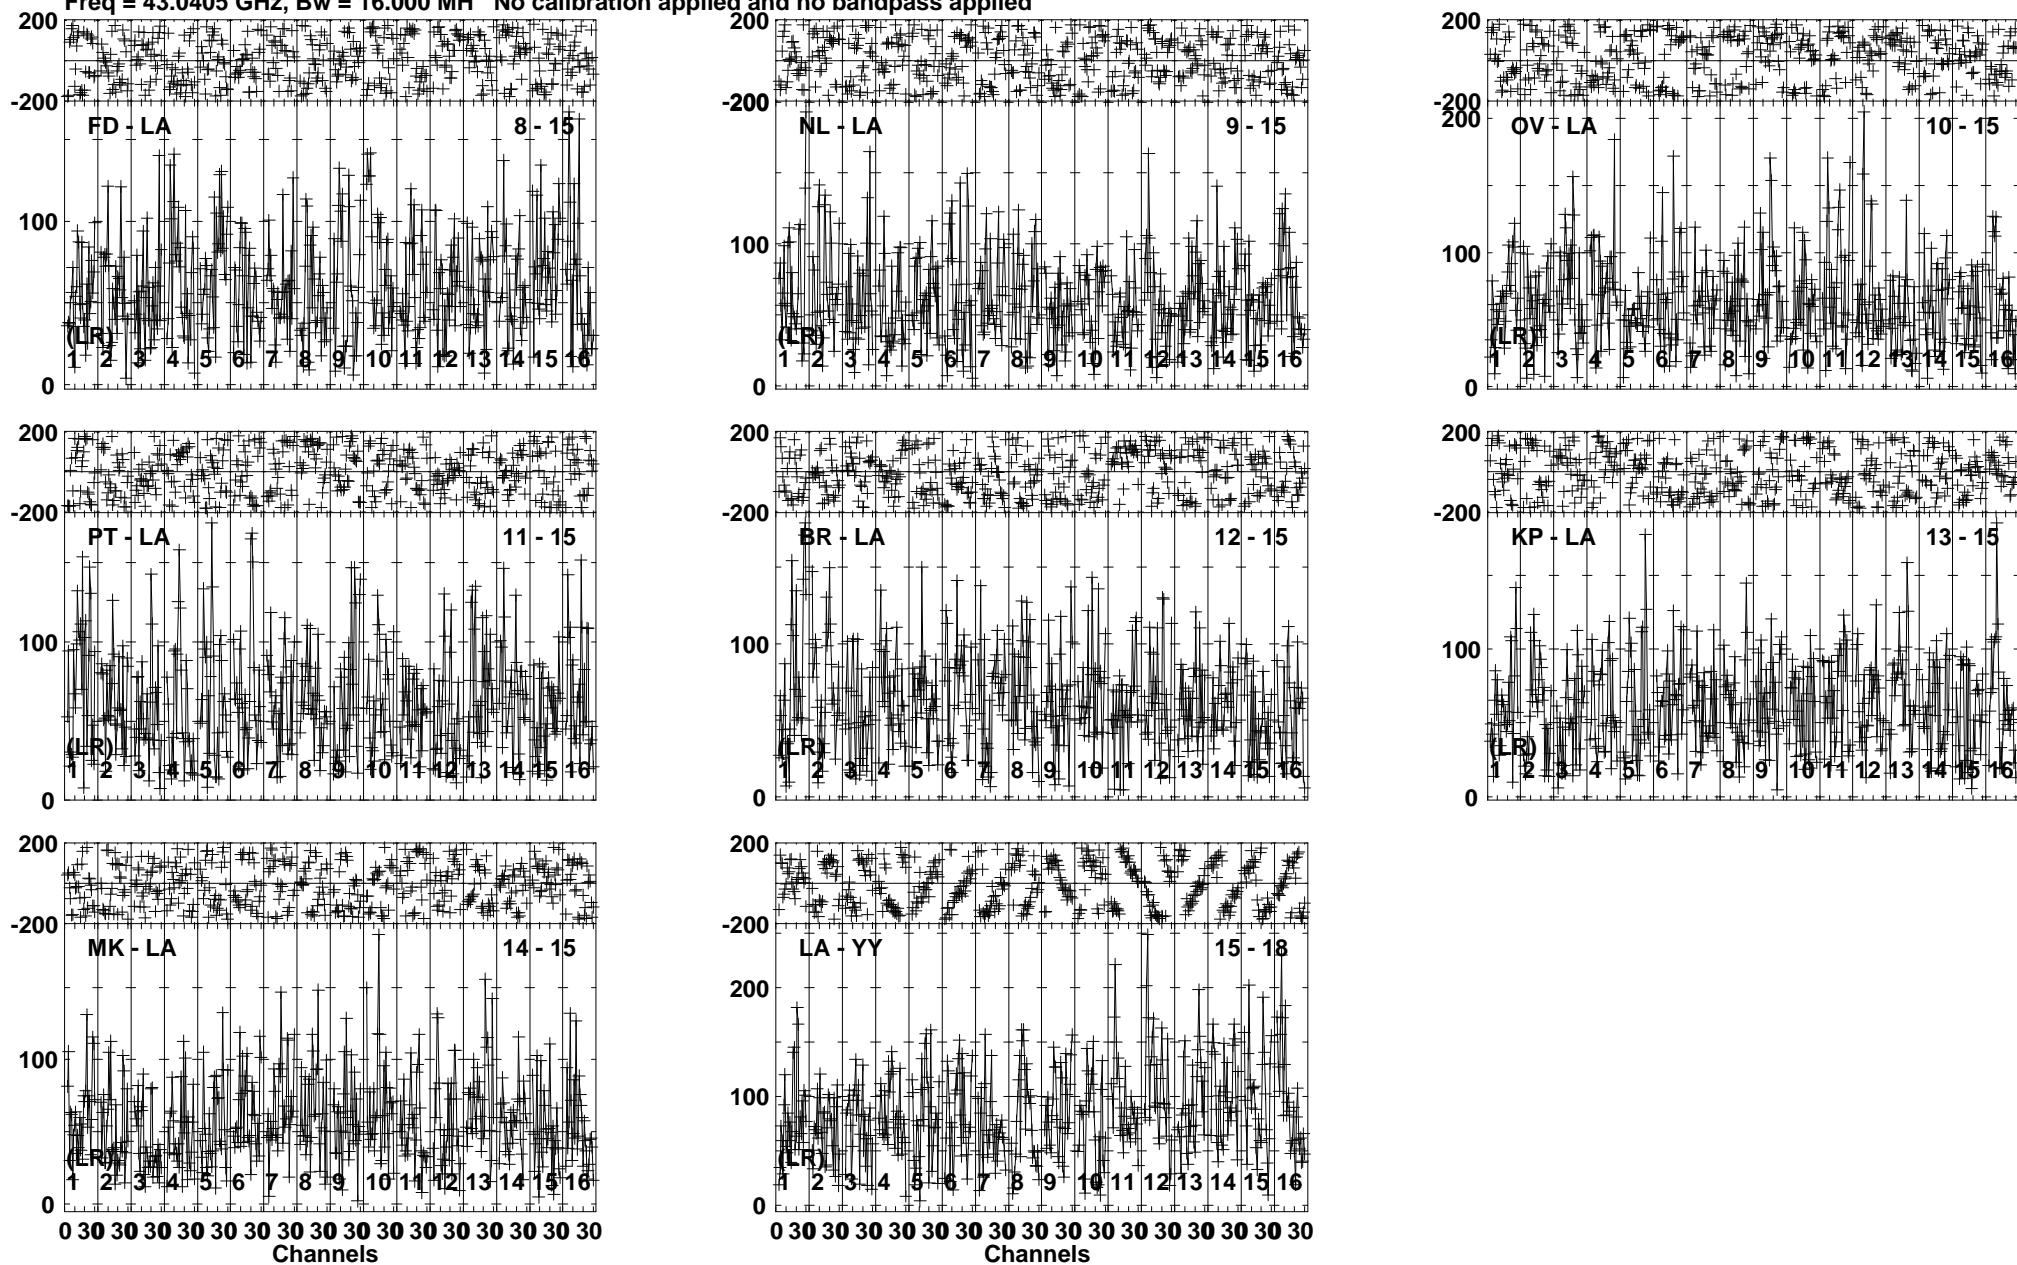 Freq = 43.0405 GHz, Bw = 16.000 MH No calibration applied and no bandpass applied
200
-200
FD - LA 8 - 15
100
(LR)
1 2 3 4 5 6 7 8 9 10 11 12 13 14 15 16
0
200
-200
NL - LA 9 - 15
100
(LR)
1 2 3 4 5 6 7 8 9 10 11 12 13 14 15 16
0
200
-200
200
OV - LA 10 - 15
100
(LR)
1 2 3 4 5 6 7 8 9 10 11 12 13 14 15 16
0
200
-200
PT - LA 11 - 15
100
(LR)
1 2 3 4 5 6 7 8 9 10 11 12 13 14 15 16
0
200
-200
BR - LA 12 - 15
100
(LR)
1 2 3 4 5 6 7 8 9 10 11 12 13 14 15 16
0
200
-200
KP - LA 13 - 15
100
(LR)
1 2 3 4 5 6 7 8 9 10 11 12 13 14 15 16
0
200
-200
MK - LA 14 - 15
100
(LR)
1 2 3 4 5 6 7 8 9 10 11 12 13 14 15 16
0
0 30 30 30 30 30 30 30 30 30 30 30 30 30 30 30 30
Channels
200
-200
LA - YY 15 - 18
200
100
(LR)
1 2 3 4 5 6 7 8 9 10 11 12 13 14 15 16
0
0 30 30 30 30 30 30 30 30 30 30 30 30 30 30 30 30
Channels